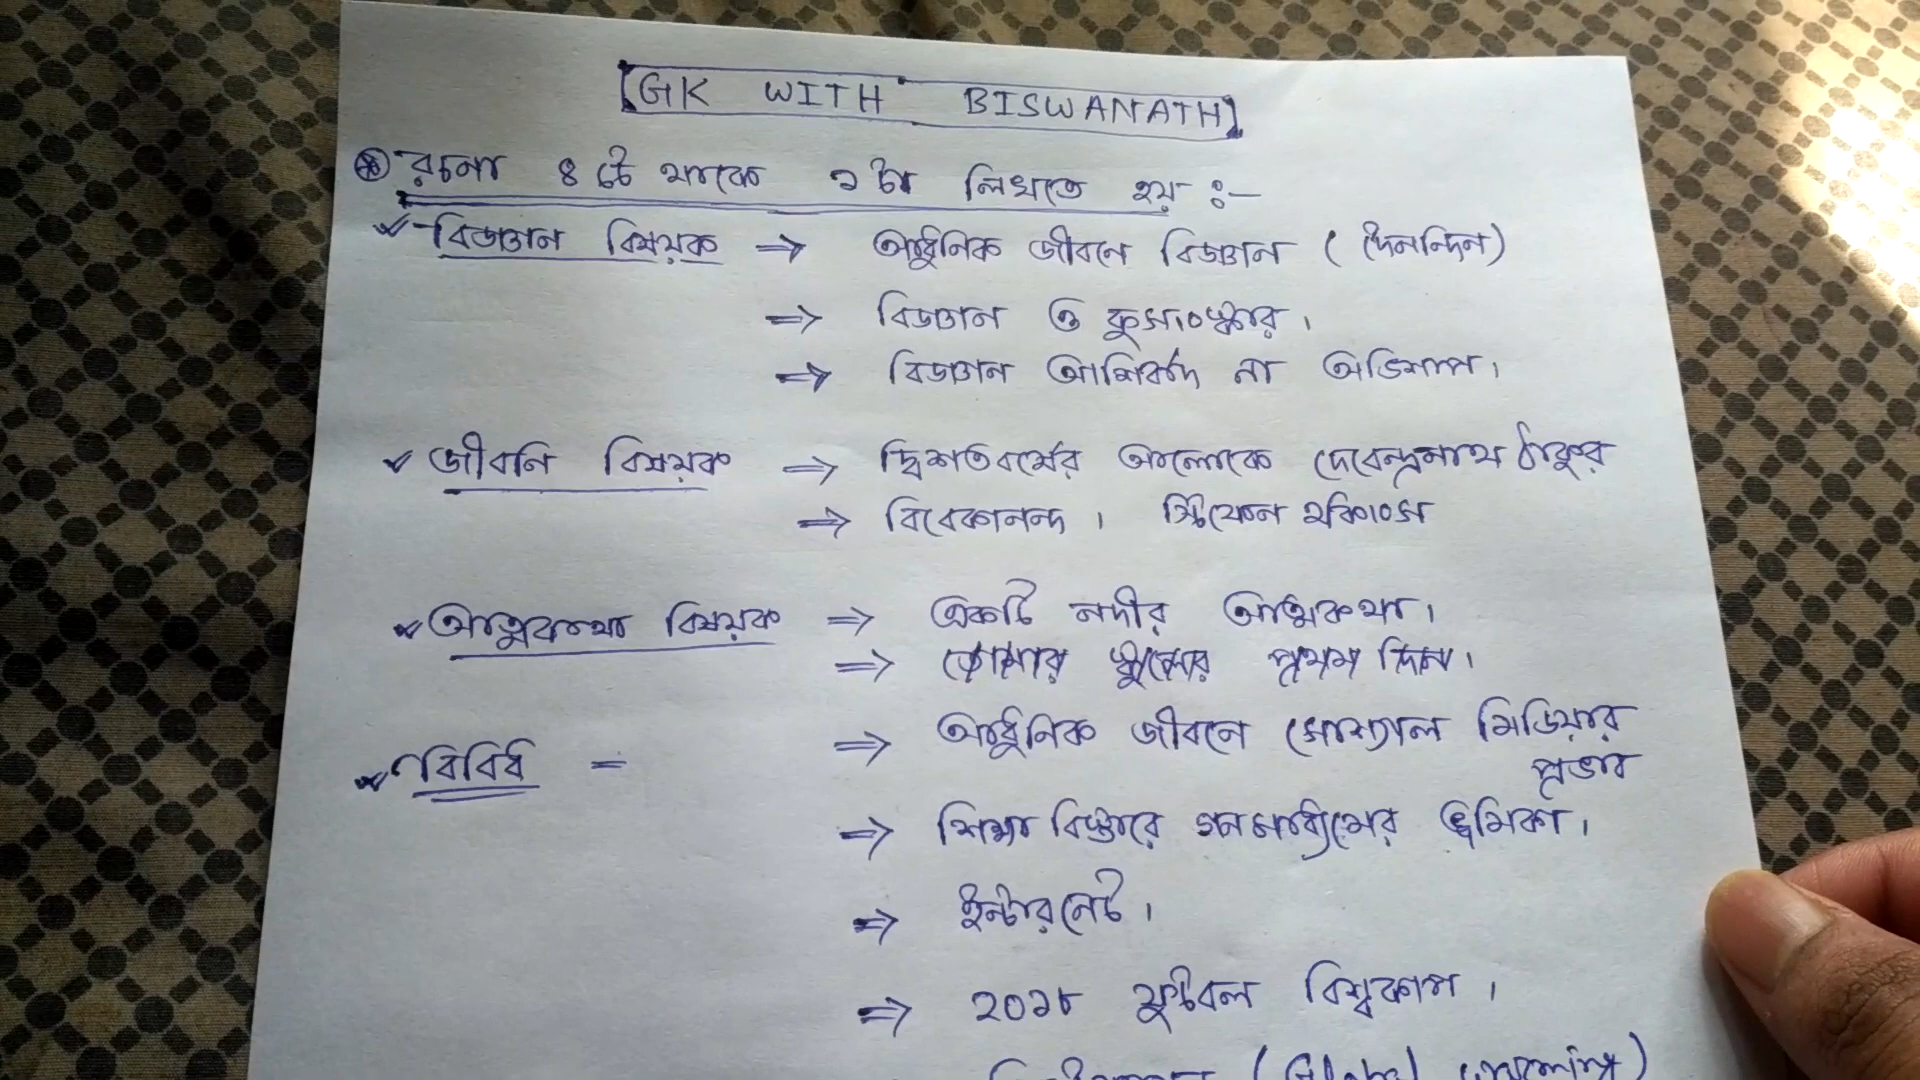 GK WITH BISWANATH
রচনা ৪টে থাকে ১টা লিখতে হয় :-
বিজ্ঞান বিষয়ক ⇒ আধুনিক জীবনে বিজ্ঞান (দৈনন্দিন)
⇒ বিজ্ঞান ও কুসংস্কার।
⇒ বিজ্ঞান আশির্বাদ না অভিশাপ।
জীবনি বিষয়ক ⇒ দ্বিশতবর্ষের আলোকে দেবেন্দ্রনাথ ঠাকুর
⇒ বিবেকানন্দ। স্টিফেন হকিংস
আত্মকথা বিষয়ক ⇒ একটি নদীর আত্মকথা।
⇒ তোমার স্কুলের প্রথম দিন।
⇒ আধুনিক জীবনে সোশ্যাল মিডিয়ার
প্রভাব
বিবিধ =
⇒ শিক্ষা বিস্তারে গনমাধ্যমের ভূমিকা।
⇒ ইন্টারনেট।
⇒ ২০১৮ ফুটবল বিশ্বকাপ।
(Global